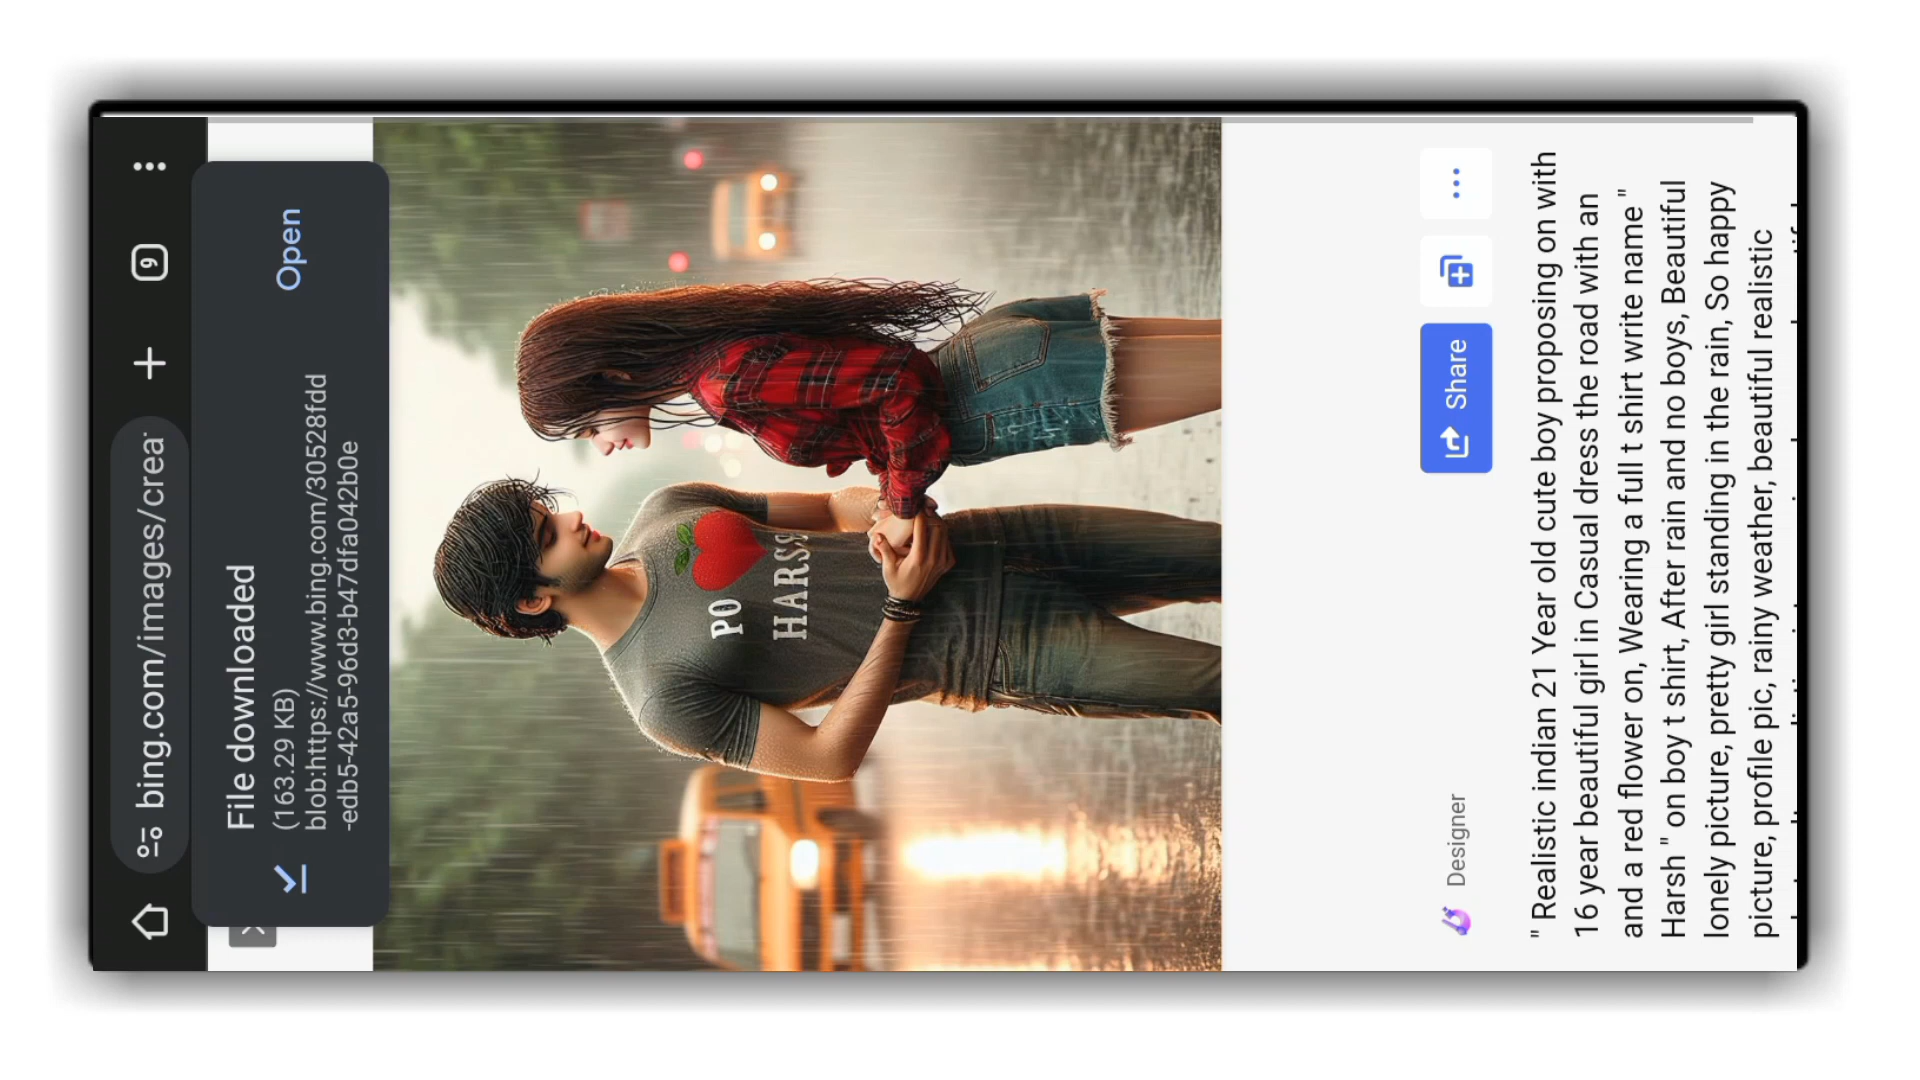 bing.com/images/crea
9
File downloaded
Open
(163.29 KB)
blob:https://www.bing.com/30528fdd
-edb5-42a5-96d3-b47dfa042b0e
PO
HARSS
Designer
Share
" Realistic indian 21 Year old cute boy proposing on with
16 year beautiful girl in Casual dress the road with an
and a red flower on, Wearing a full t shirt write name "
Harsh " on boy t shirt, After rain and no boys, Beautiful
lonely picture, pretty girl standing in the rain, So happy
picture, profile pic, rainy weather, beautiful realistic